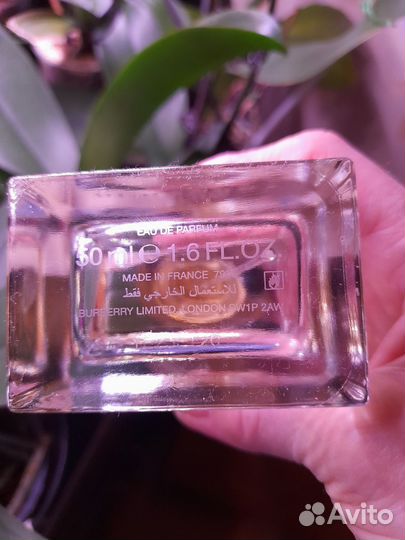 EAU DE PARFUM
50 ml e 1.6 FL.OZ.
MADE IN FRANCE
للاستعمال الخارجي فقط
BURBERRY LIMITED, LONDON SW1P 2AW
Avito